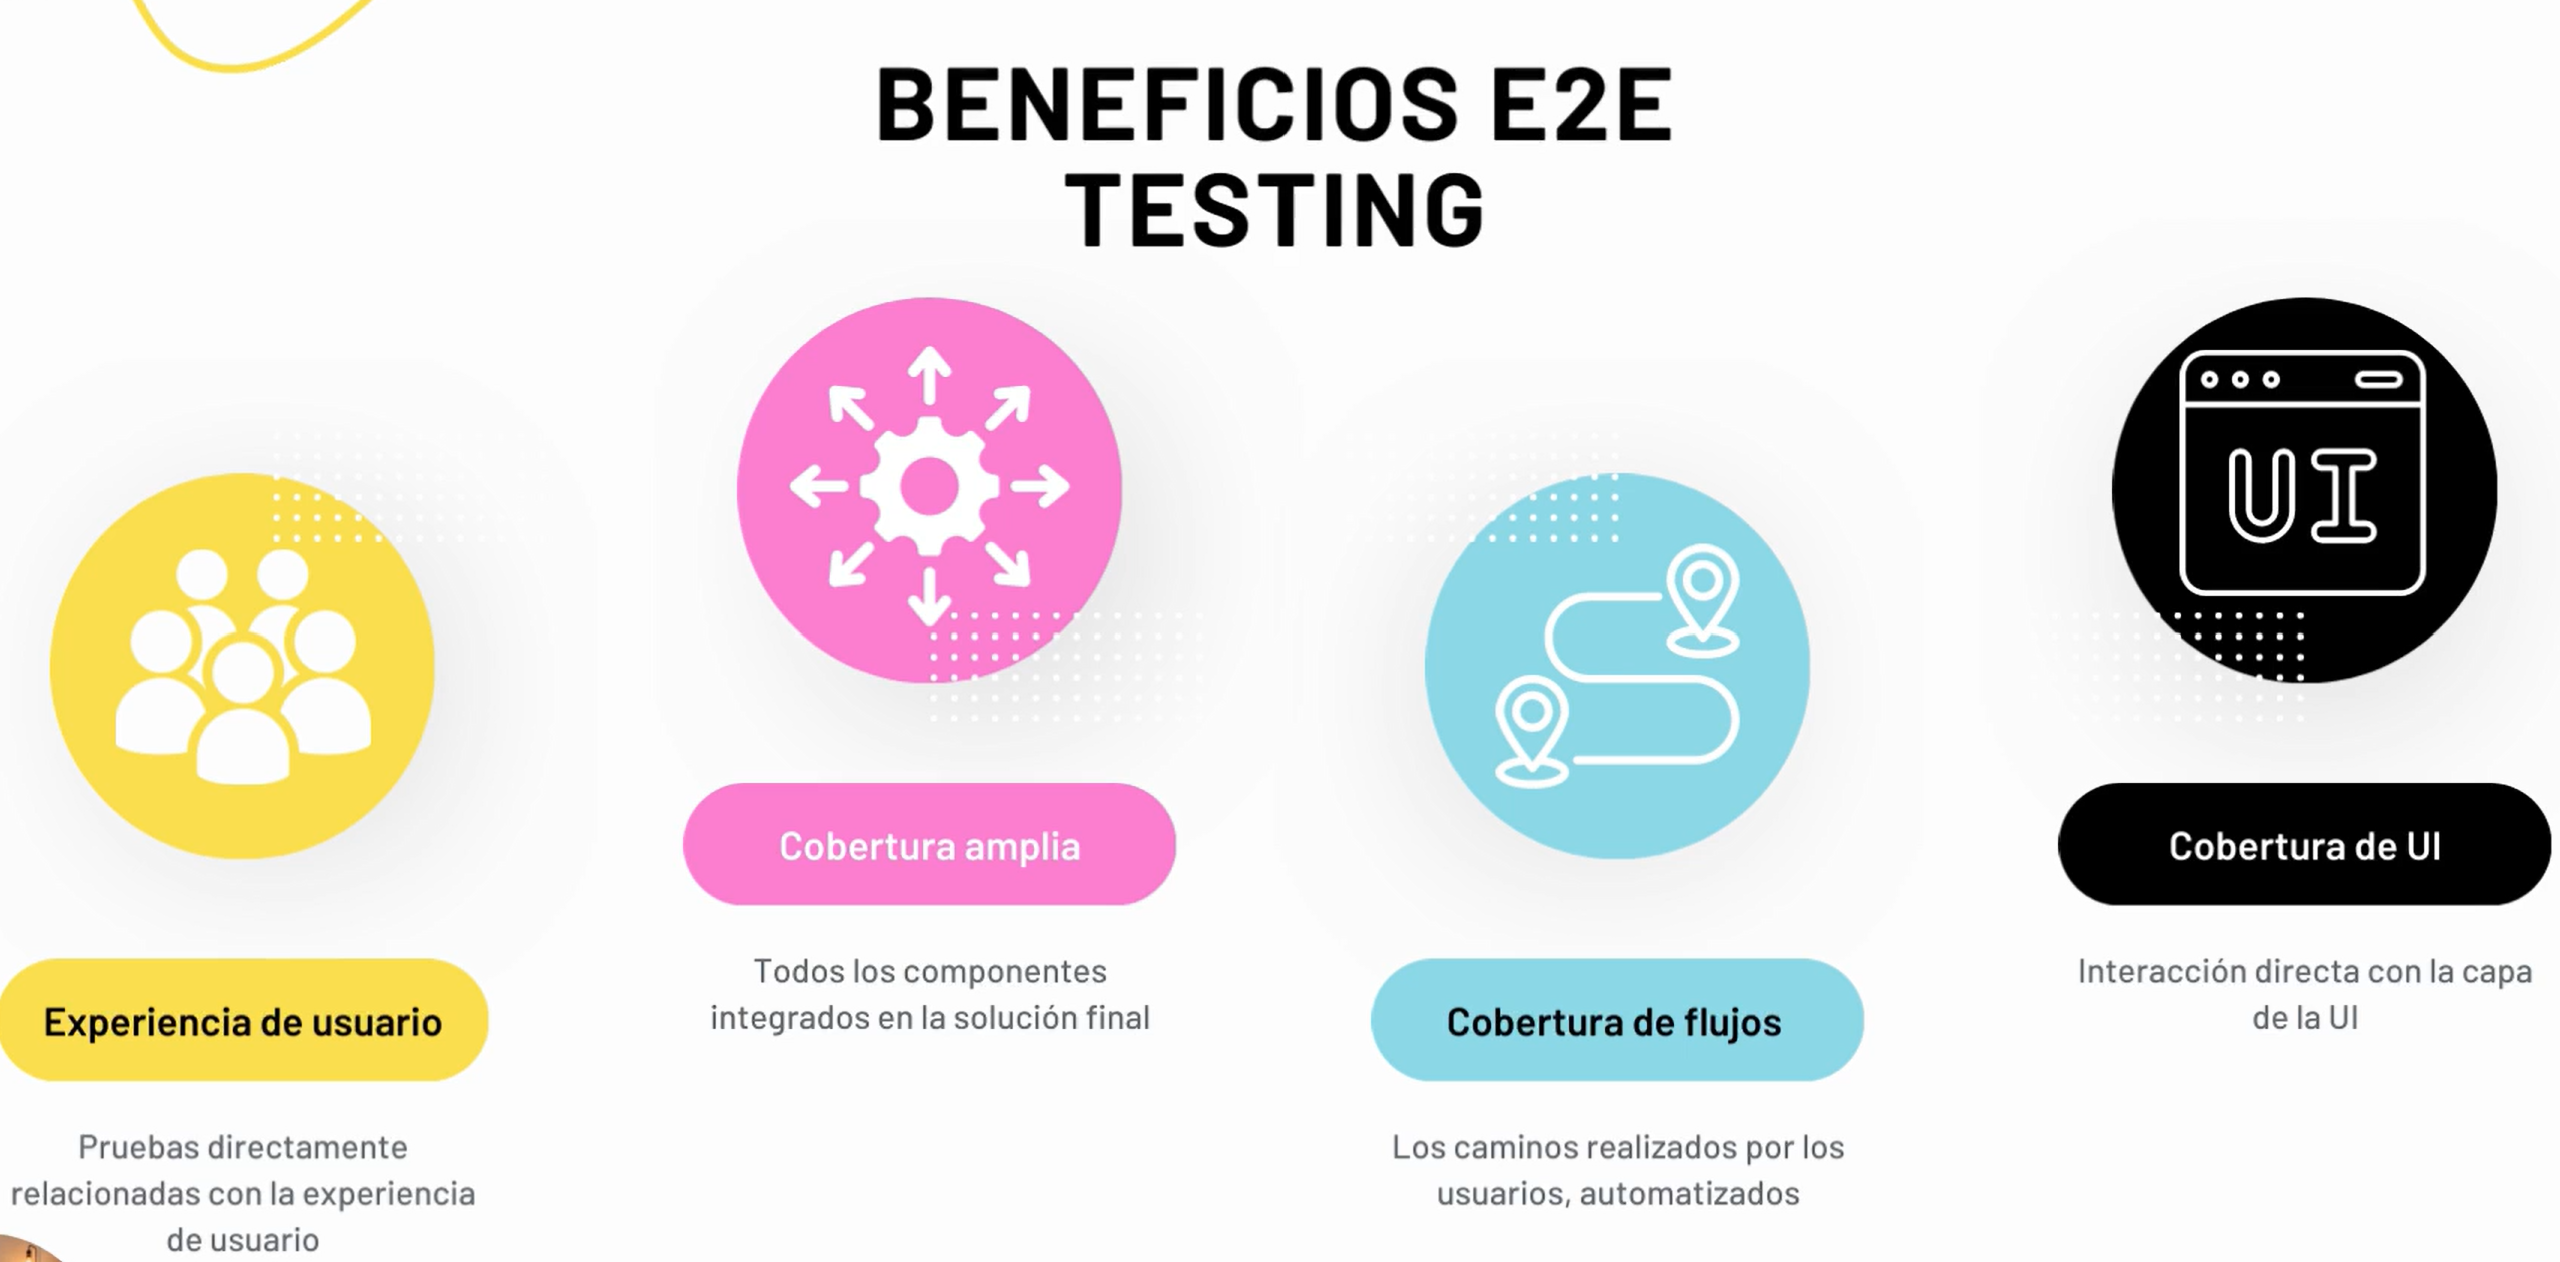 BENEFICIOS E2E
TESTING
UI
Experiencia de usuario
Pruebas directamente
relacionadas con la experiencia
de usuario
Cobertura amplia
Todos los componentes
integrados en la solución final
Cobertura de flujos
Los caminos realizados por los
usuarios, automatizados
Cobertura de UI
Interacción directa con la capa
de la UI